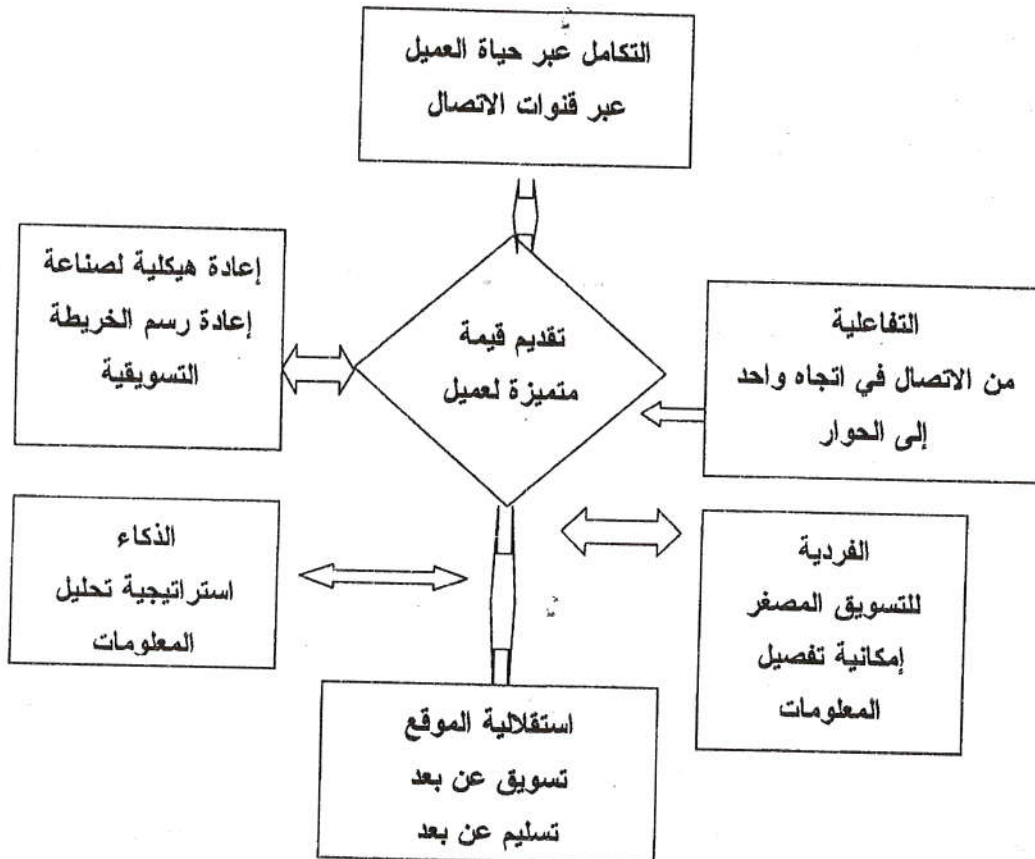 التكامل عبر حياة العميل
عبر قنوات الاتصال
إعادة هيكلية لصناعة
إعادة رسم الخريطة
التسويقية
تقديم قيمة
متميزة لعميل
التفاعلية
من الاتصال في اتجاه واحد
إلى الحوار
الذكاء
استراتيجية تحليل
المعلومات
الفردية
للتسويق المصغر
إمكانية تفصيل
المعلومات
استقلالية الموقع
تسويق عن بعد
تسليم عن بعد